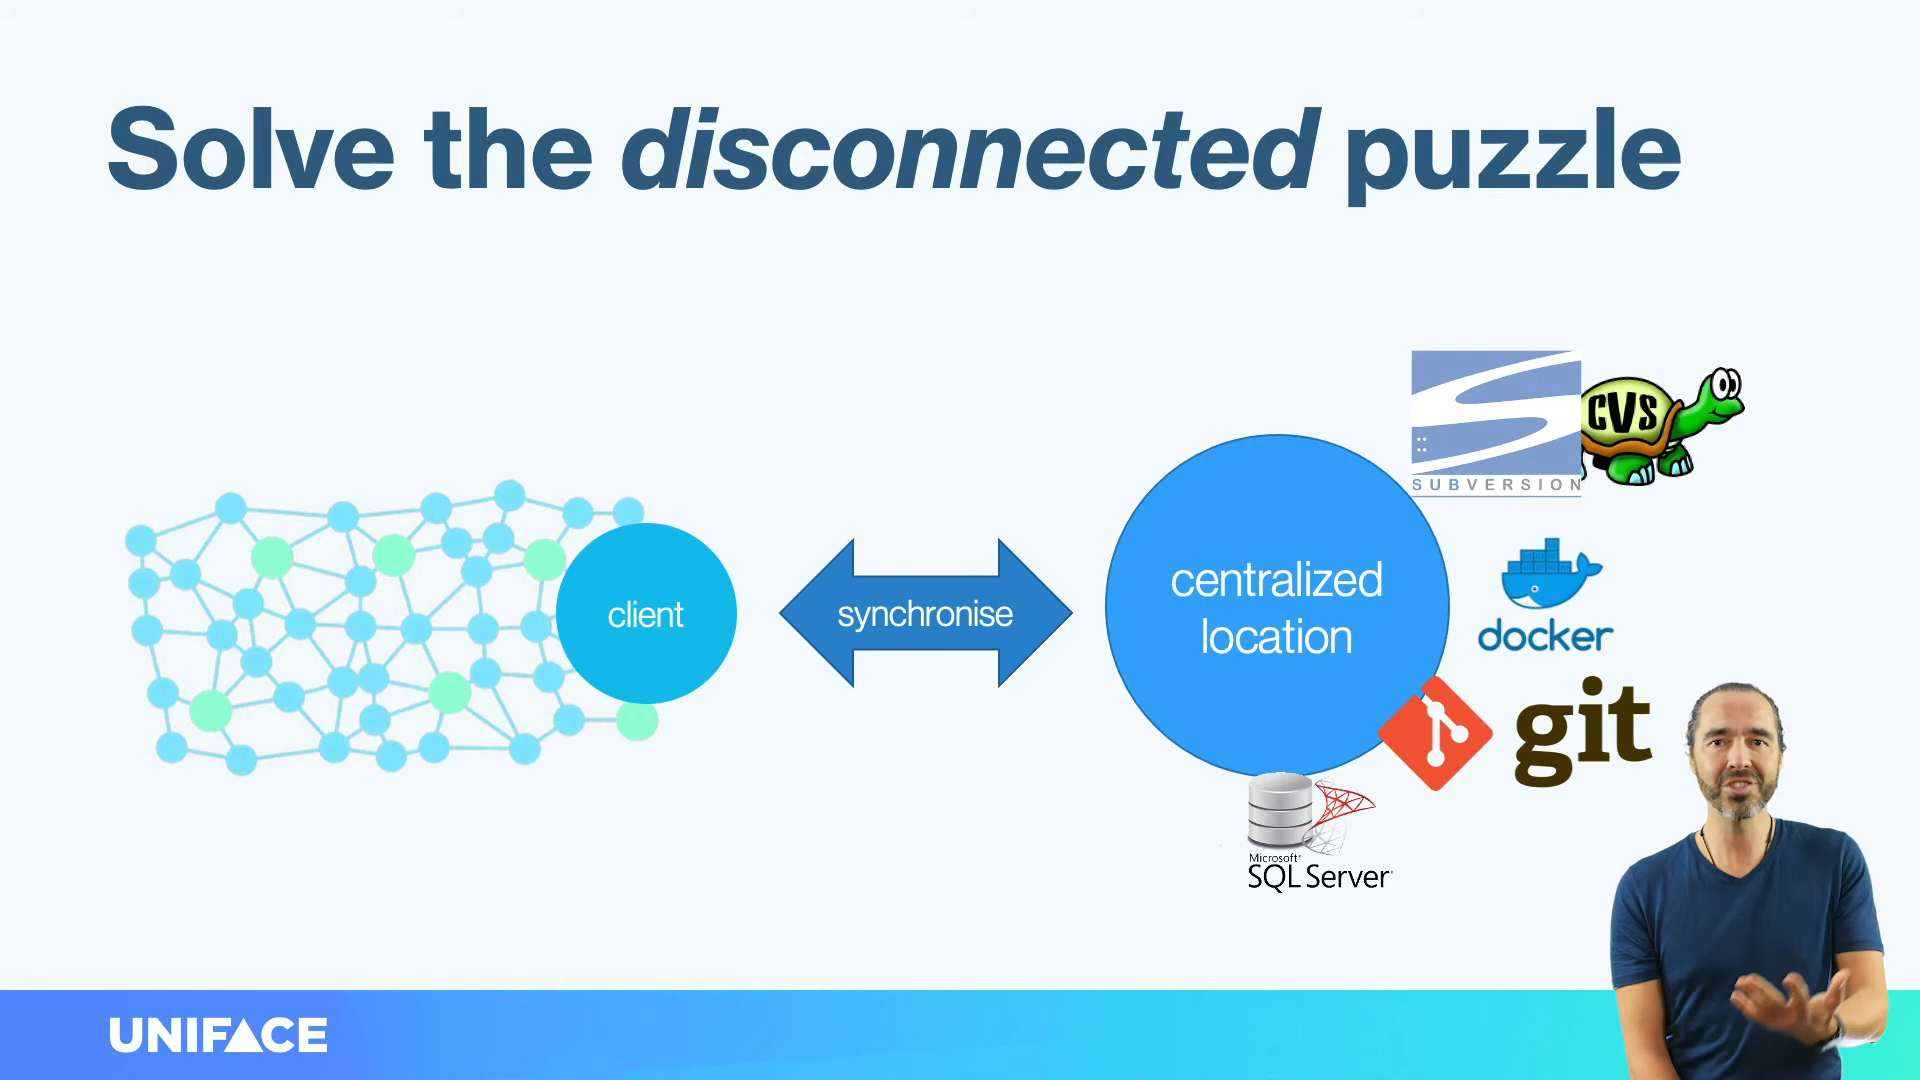 Solve the disconnected puzzle
SUBVERSION
CVS
client
synchronise
centralized
location
docker
git
Microsoft®
SQL Server
UNIFACE